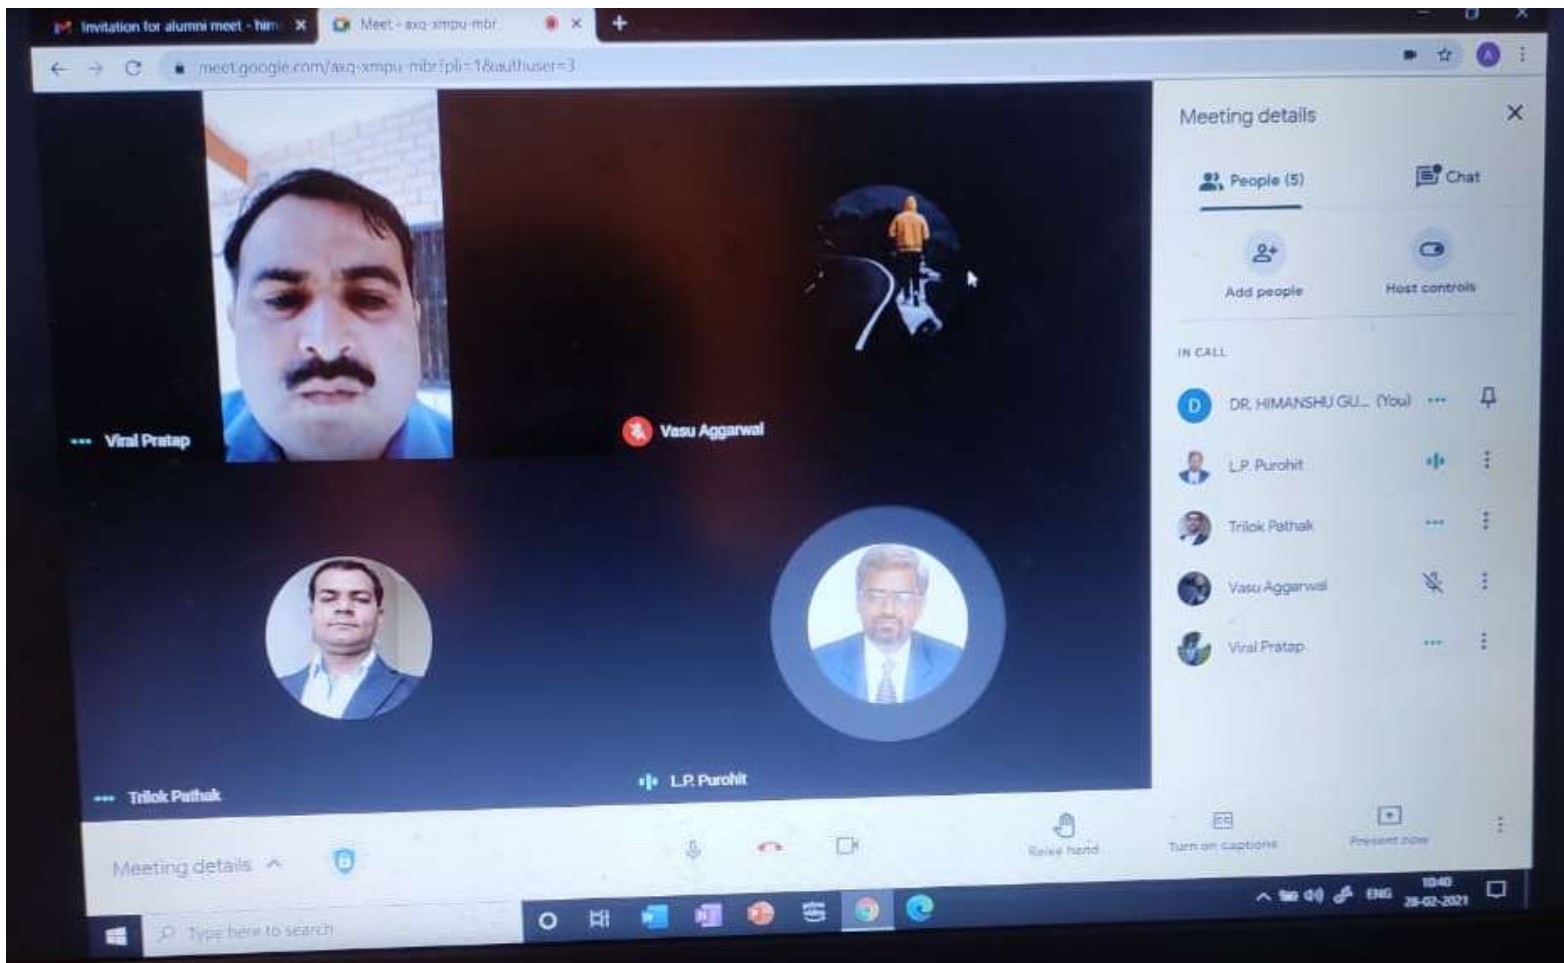 Invitation for alumni meet - him
Meet - axq-xmpu-mbr
meet.google.com/axq-xmpu-mbr?pli=1&authuser=3
A
Viral Pratap
Vasu Aggarwal
Trilok Pathak
L.P. Purohit
Meeting details
People (5)
Chat
Add people
Host controls
IN CALL
D
DR. HIMANSHU GU... (You)
L.P. Purohit
Trilok Pathak
Vasu Aggarwal
Viral Pratap
Meeting details
Raise hand
CC
Turn on captions
Present now
Type here to search
prime video
ENG
10:40
28-02-2021